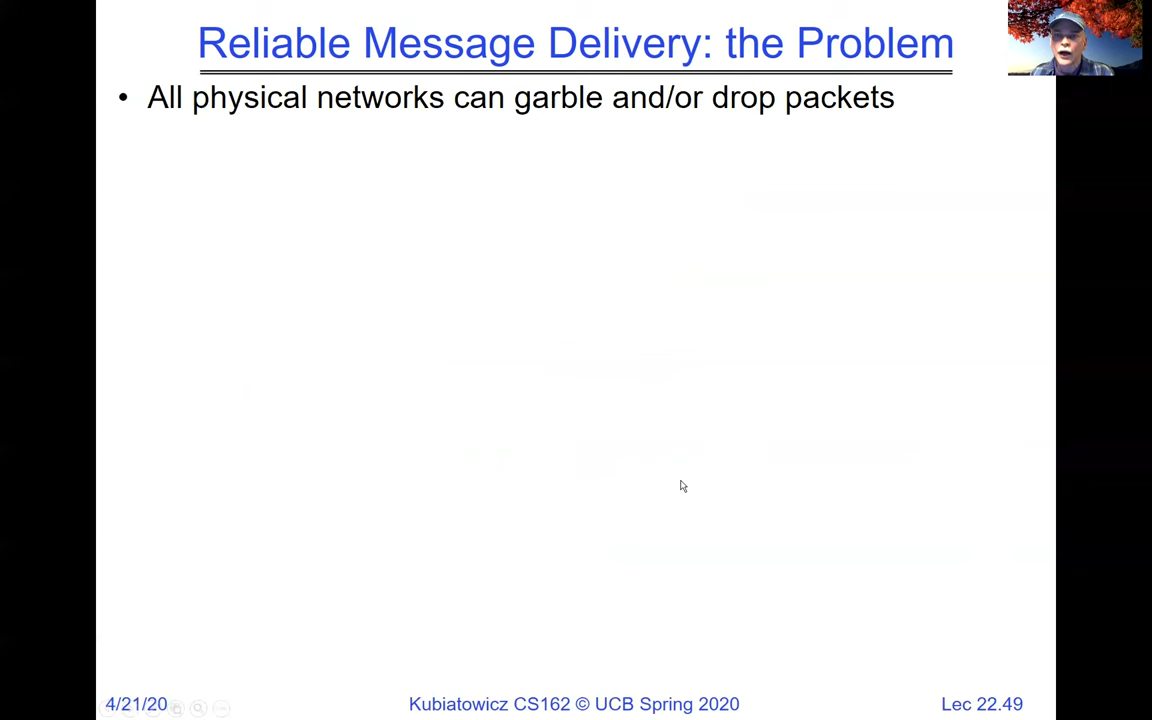 Reliable Message Delivery: the Problem
• All physical networks can garble and/or drop packets
4/21/20
Kubiatowicz CS162 © UCB Spring 2020
Lec 22.49